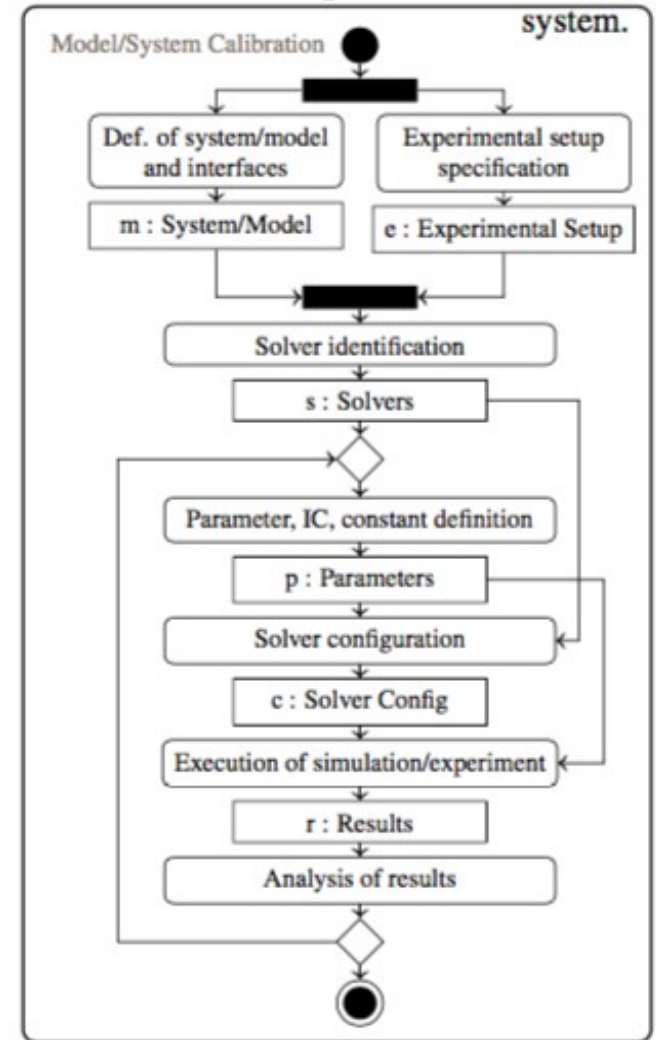 system.
Model/System Calibration
Def. of system/model
and interfaces
Experimental setup
specification
m : System/Model
e : Experimental Setup
Solver identification
s : Solvers
Parameter, IC, constant definition
p : Parameters
Solver configuration
c : Solver Config
Execution of simulation/experiment
r : Results
Analysis of results